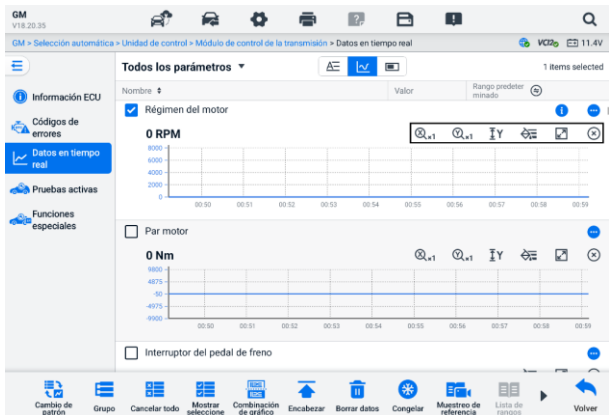 GM
V18.20.35
GM > Selección automática > Unidad de control > Módulo de control de la transmisión > Datos en tiempo real
VCI2 11.4V
Todos los parámetros ▼
1 items selected
Nombre
Valor
Rango predeter
minado
Información ECU
Códigos de
errores
Datos en tiempo
real
Pruebas activas
Funciones
especiales
Régimen del motor
0 RPM
X x1 Y x1 Y
8000
6000
4000
2000
0
00:50 00:51 00:52 00:53 00:54 00:55 00:56 00:57 00:58 00:59
Par motor
0 Nm
X x1 Y x1 Y
9800
4875
-50
-4975
-9900
00:50 00:51 00:52 00:53 00:54 00:55 00:56 00:57 00:58 00:59
Interruptor del pedal de freno
Cambio de
patrón
Grupo
Cancelar todo
Mostrar
seleccione
Combinación
de gráfico
Encabezar
Borrar datos
Congelar
Muestreo de
referencia
Lista de
rangos
Volver